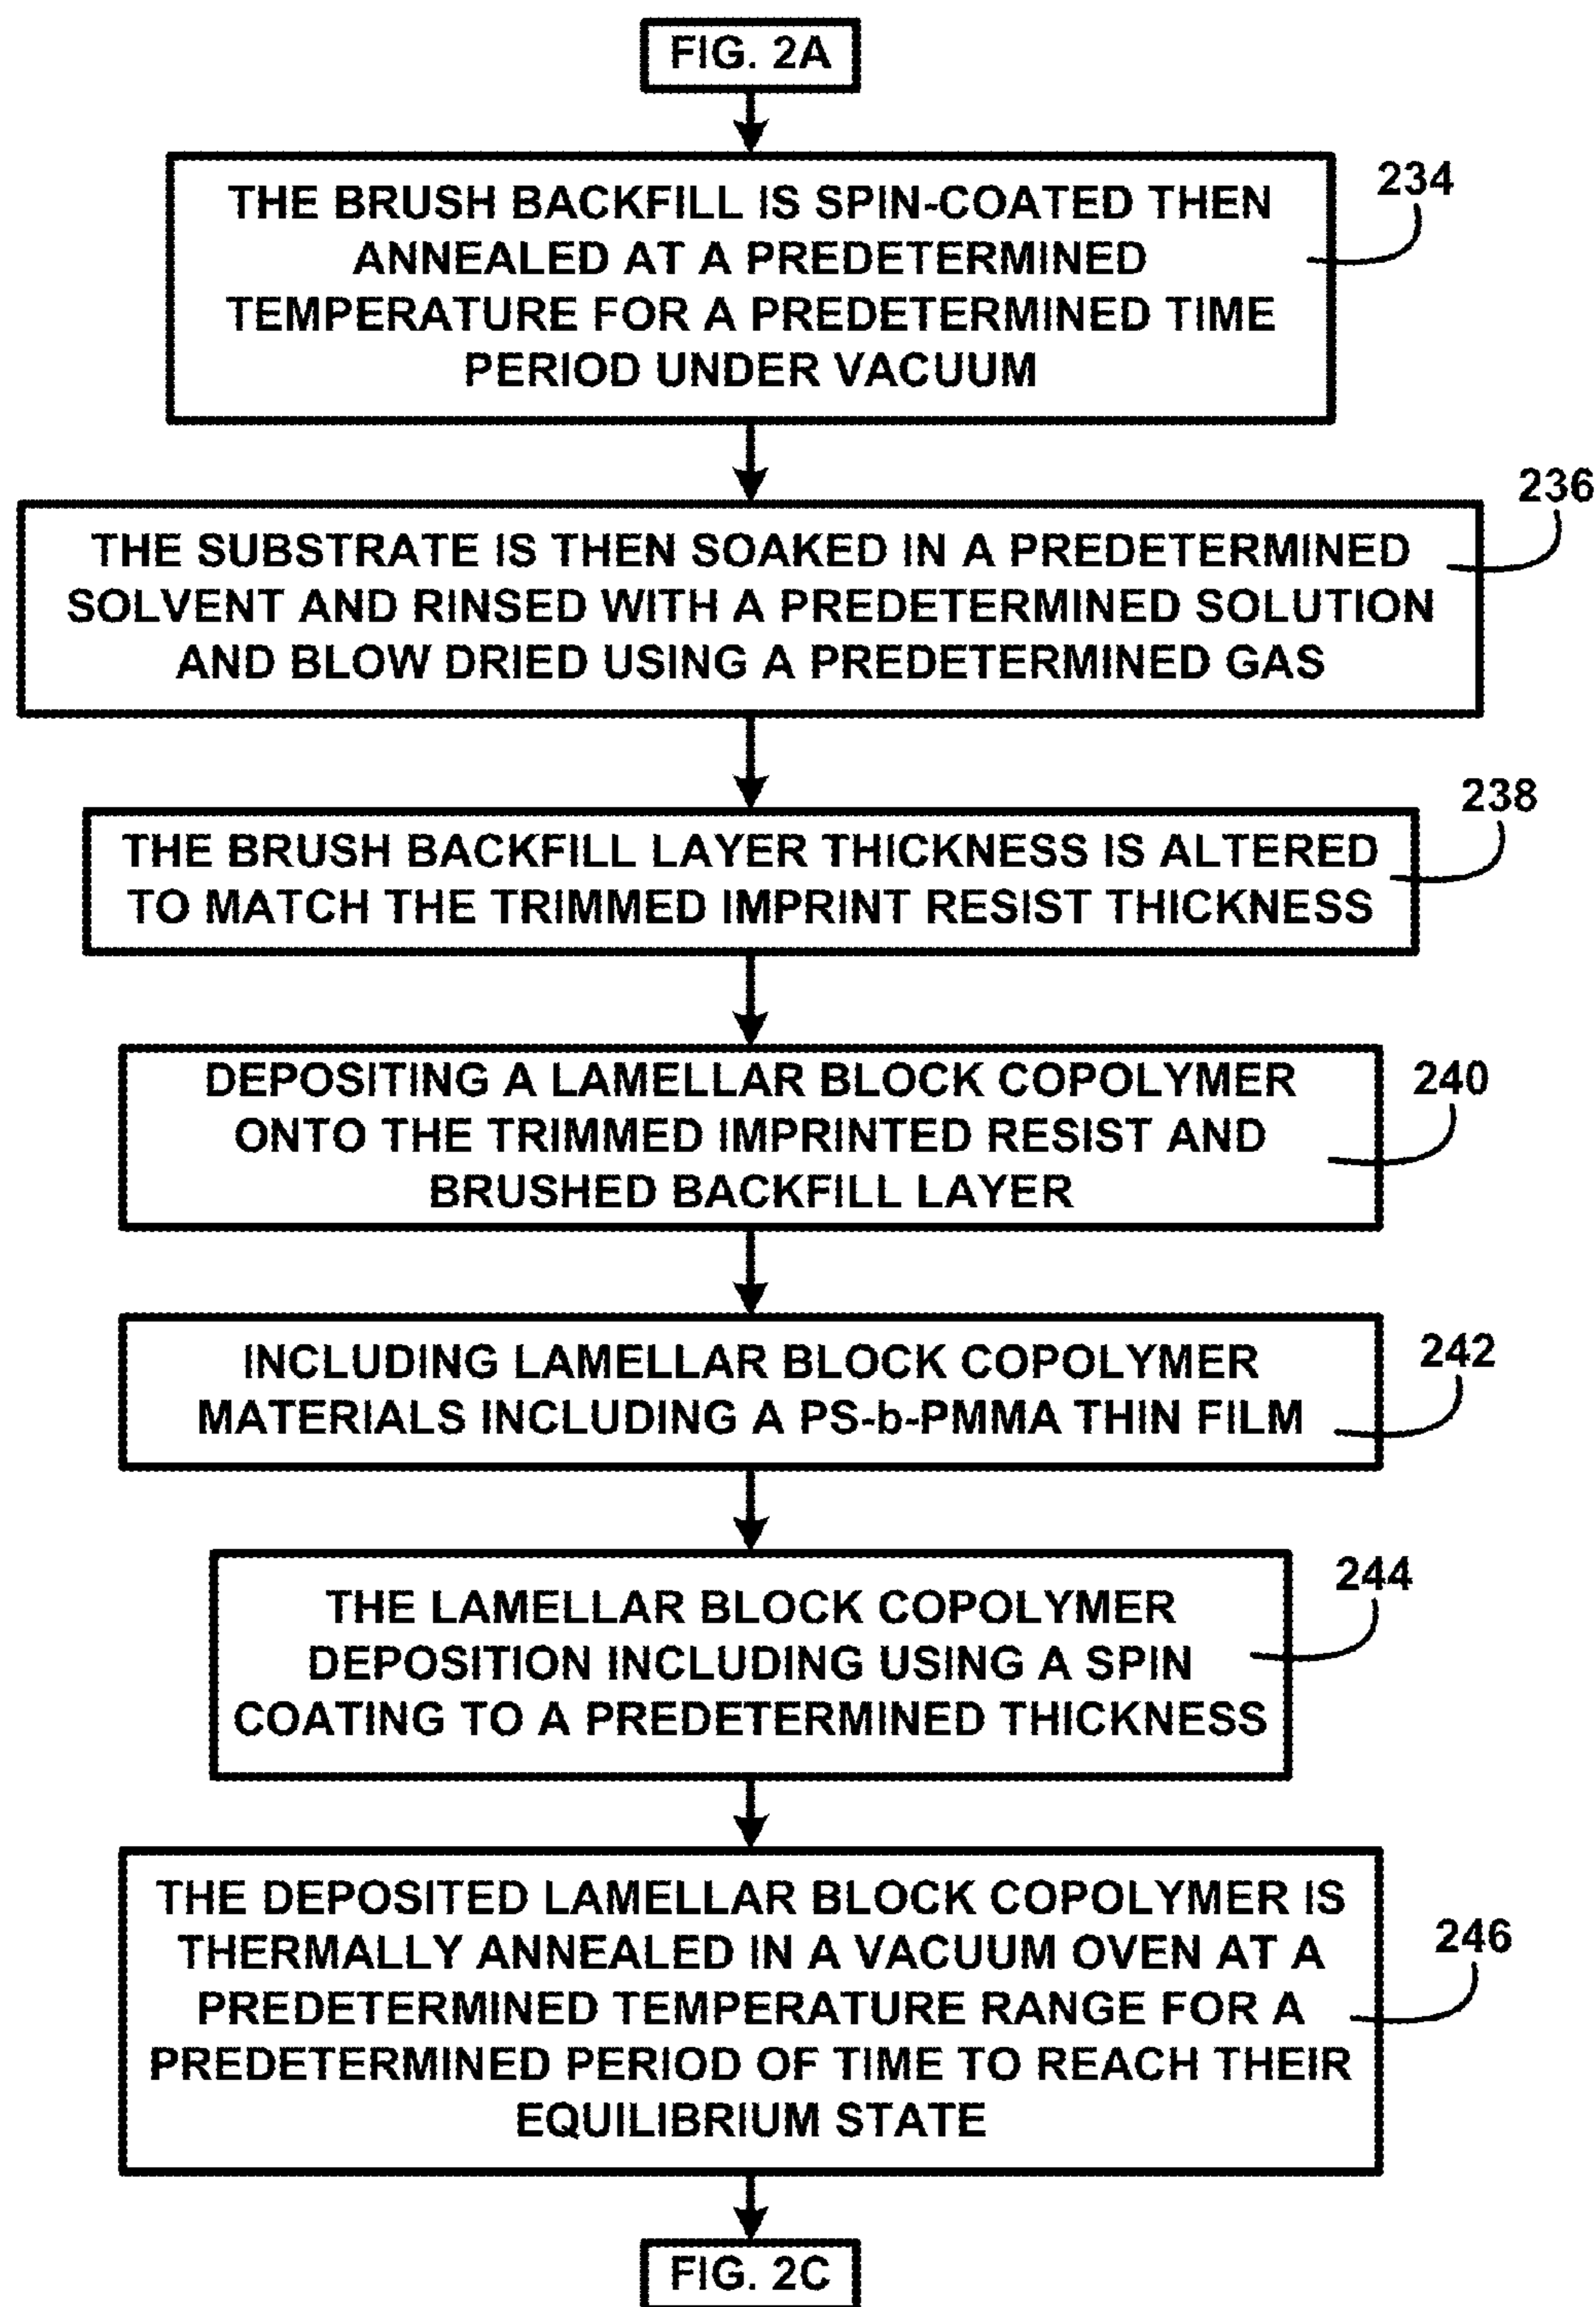 FIG. 2A
THE BRUSH BACKFILL IS SPIN-COATED THEN
ANNEALED AT A PREDETERMINED
TEMPERATURE FOR A PREDETERMINED TIME
PERIOD UNDER VACUUM
234
THE SUBSTRATE IS THEN SOAKED IN A PREDETERMINED
SOLVENT AND RINSED WITH A PREDETERMINED SOLUTION
AND BLOW DRIED USING A PREDETERMINED GAS
236
THE BRUSH BACKFILL LAYER THICKNESS IS ALTERED
TO MATCH THE TRIMMED IMPRINT RESIST THICKNESS
238
DEPOSITING A LAMELLAR BLOCK COPOLYMER
ONTO THE TRIMMED IMPRINTED RESIST AND
BRUSHED BACKFILL LAYER
240
INCLUDING LAMELLAR BLOCK COPOLYMER
MATERIALS INCLUDING A PS-b-PMMA THIN FILM
242
THE LAMELLAR BLOCK COPOLYMER
DEPOSITION INCLUDING USING A SPIN
COATING TO A PREDETERMINED THICKNESS
244
THE DEPOSITED LAMELLAR BLOCK COPOLYMER IS
THERMALLY ANNEALED IN A VACUUM OVEN AT A
PREDETERMINED TEMPERATURE RANGE FOR A
PREDETERMINED PERIOD OF TIME TO REACH THEIR
EQUILIBRIUM STATE
246
FIG. 2C